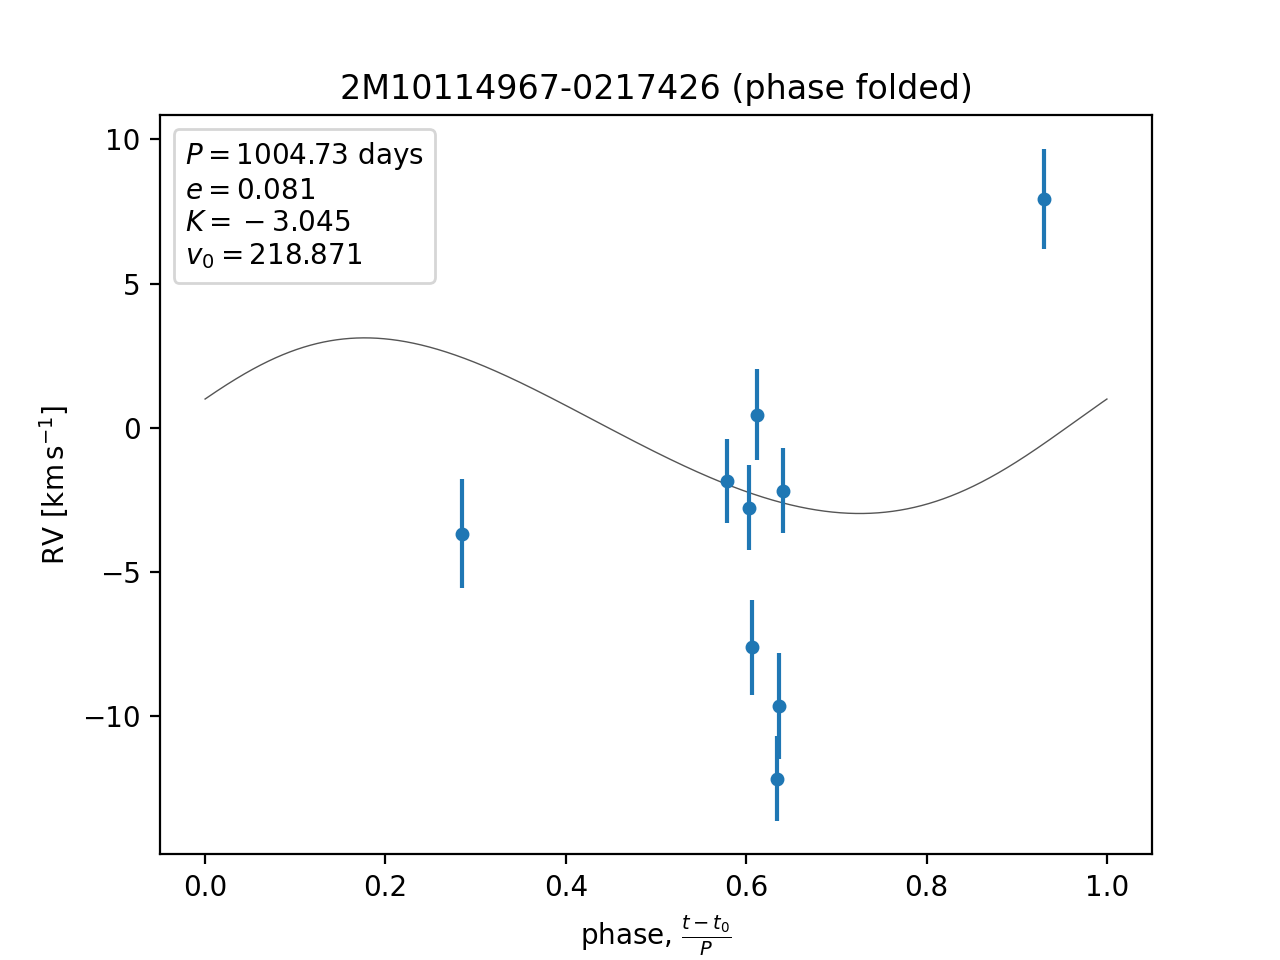 2M10114967-0217426 (phase folded)
P = 1004.73 days
e = 0.081
K = −3.045
v₀ = 218.871
10
5
0
−5
−10
RV [km s⁻¹]
0.0 0.2 0.4 0.6 0.8 1.0
phase, (t − t₀)/P